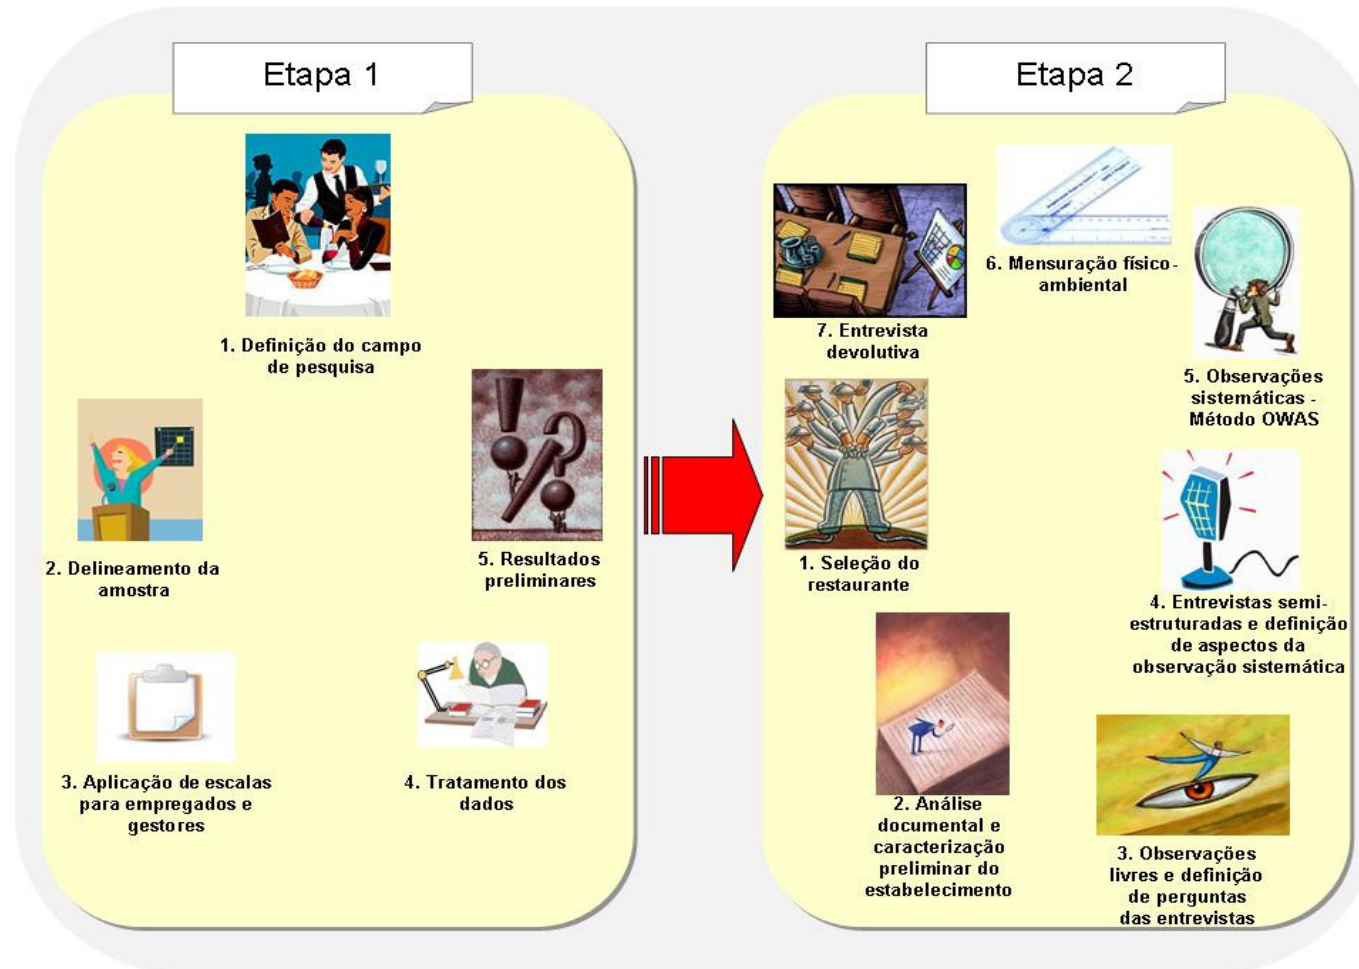 Etapa 1
1. Definição do campo
de pesquisa
2. Delineamento da
amostra
3. Aplicação de escalas
para empregados e
gestores
4. Tratamento dos
dados
5. Resultados
preliminares
Etapa 2
1. Seleção do
restaurante
2. Análise
documental e
caracterização
preliminar do
estabelecimento
3. Observações
livres e definição
de perguntas
das entrevistas
4. Entrevistas semi-
estruturadas e definição
de aspectos da
observação sistemática
5. Observações
sistemáticas -
Método OWAS
6. Mensuração físico-
ambiental
7. Entrevista
devolutiva